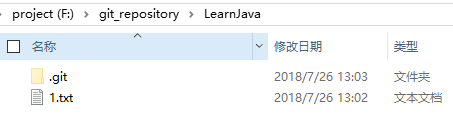 project (F:) › git_repository › LearnJava
名称 修改日期 类型
.git 2018/7/26 13:03 文件夹
1.txt 2018/7/26 13:02 文本文档